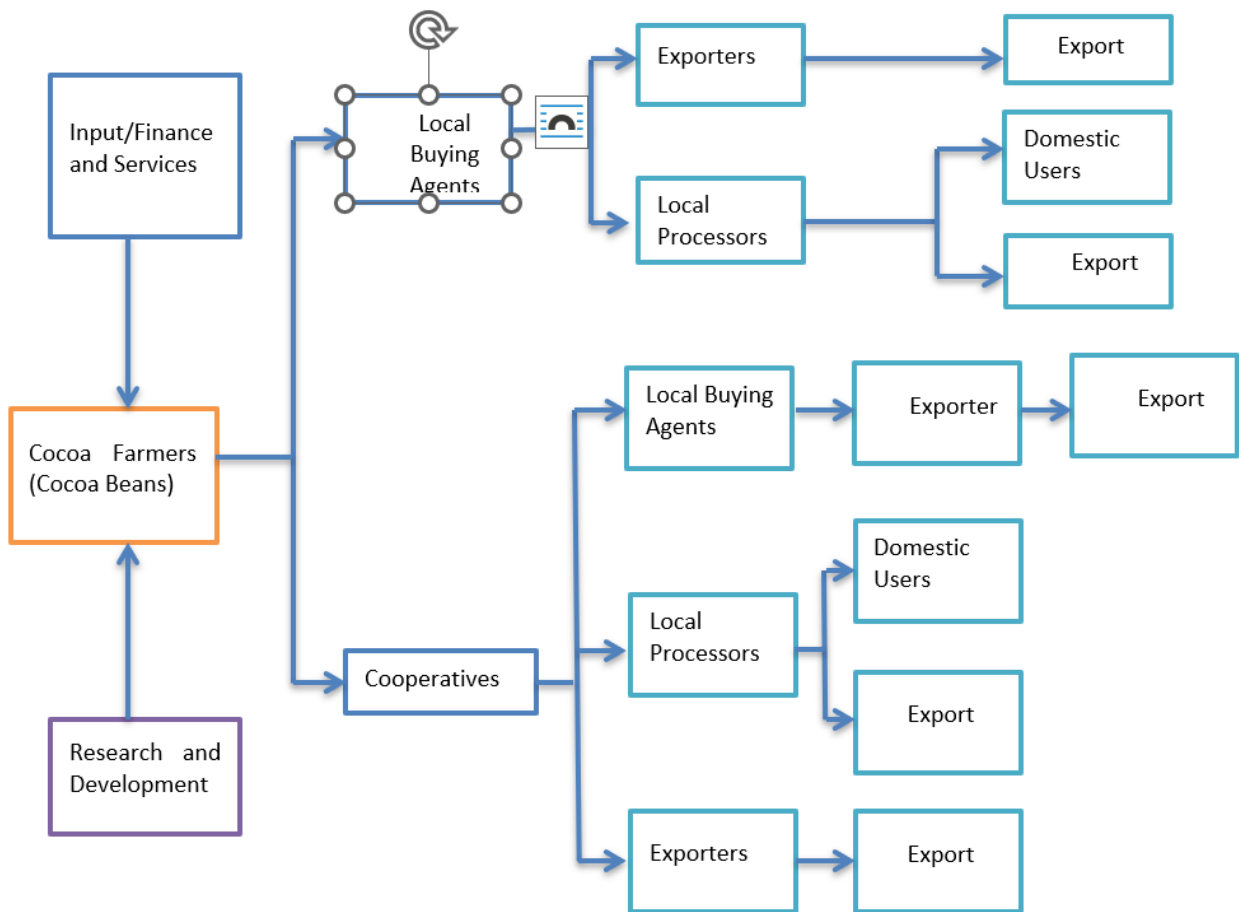 Input/Finance
and Services
Cocoa Farmers
(Cocoa Beans)
Research and
Development
Local
Buying
Agents
Exporters
Export
Local
Processors
Domestic
Users
Export
Cooperatives
Local Buying
Agents
Exporter
Export
Local
Processors
Domestic
Users
Export
Exporters
Export